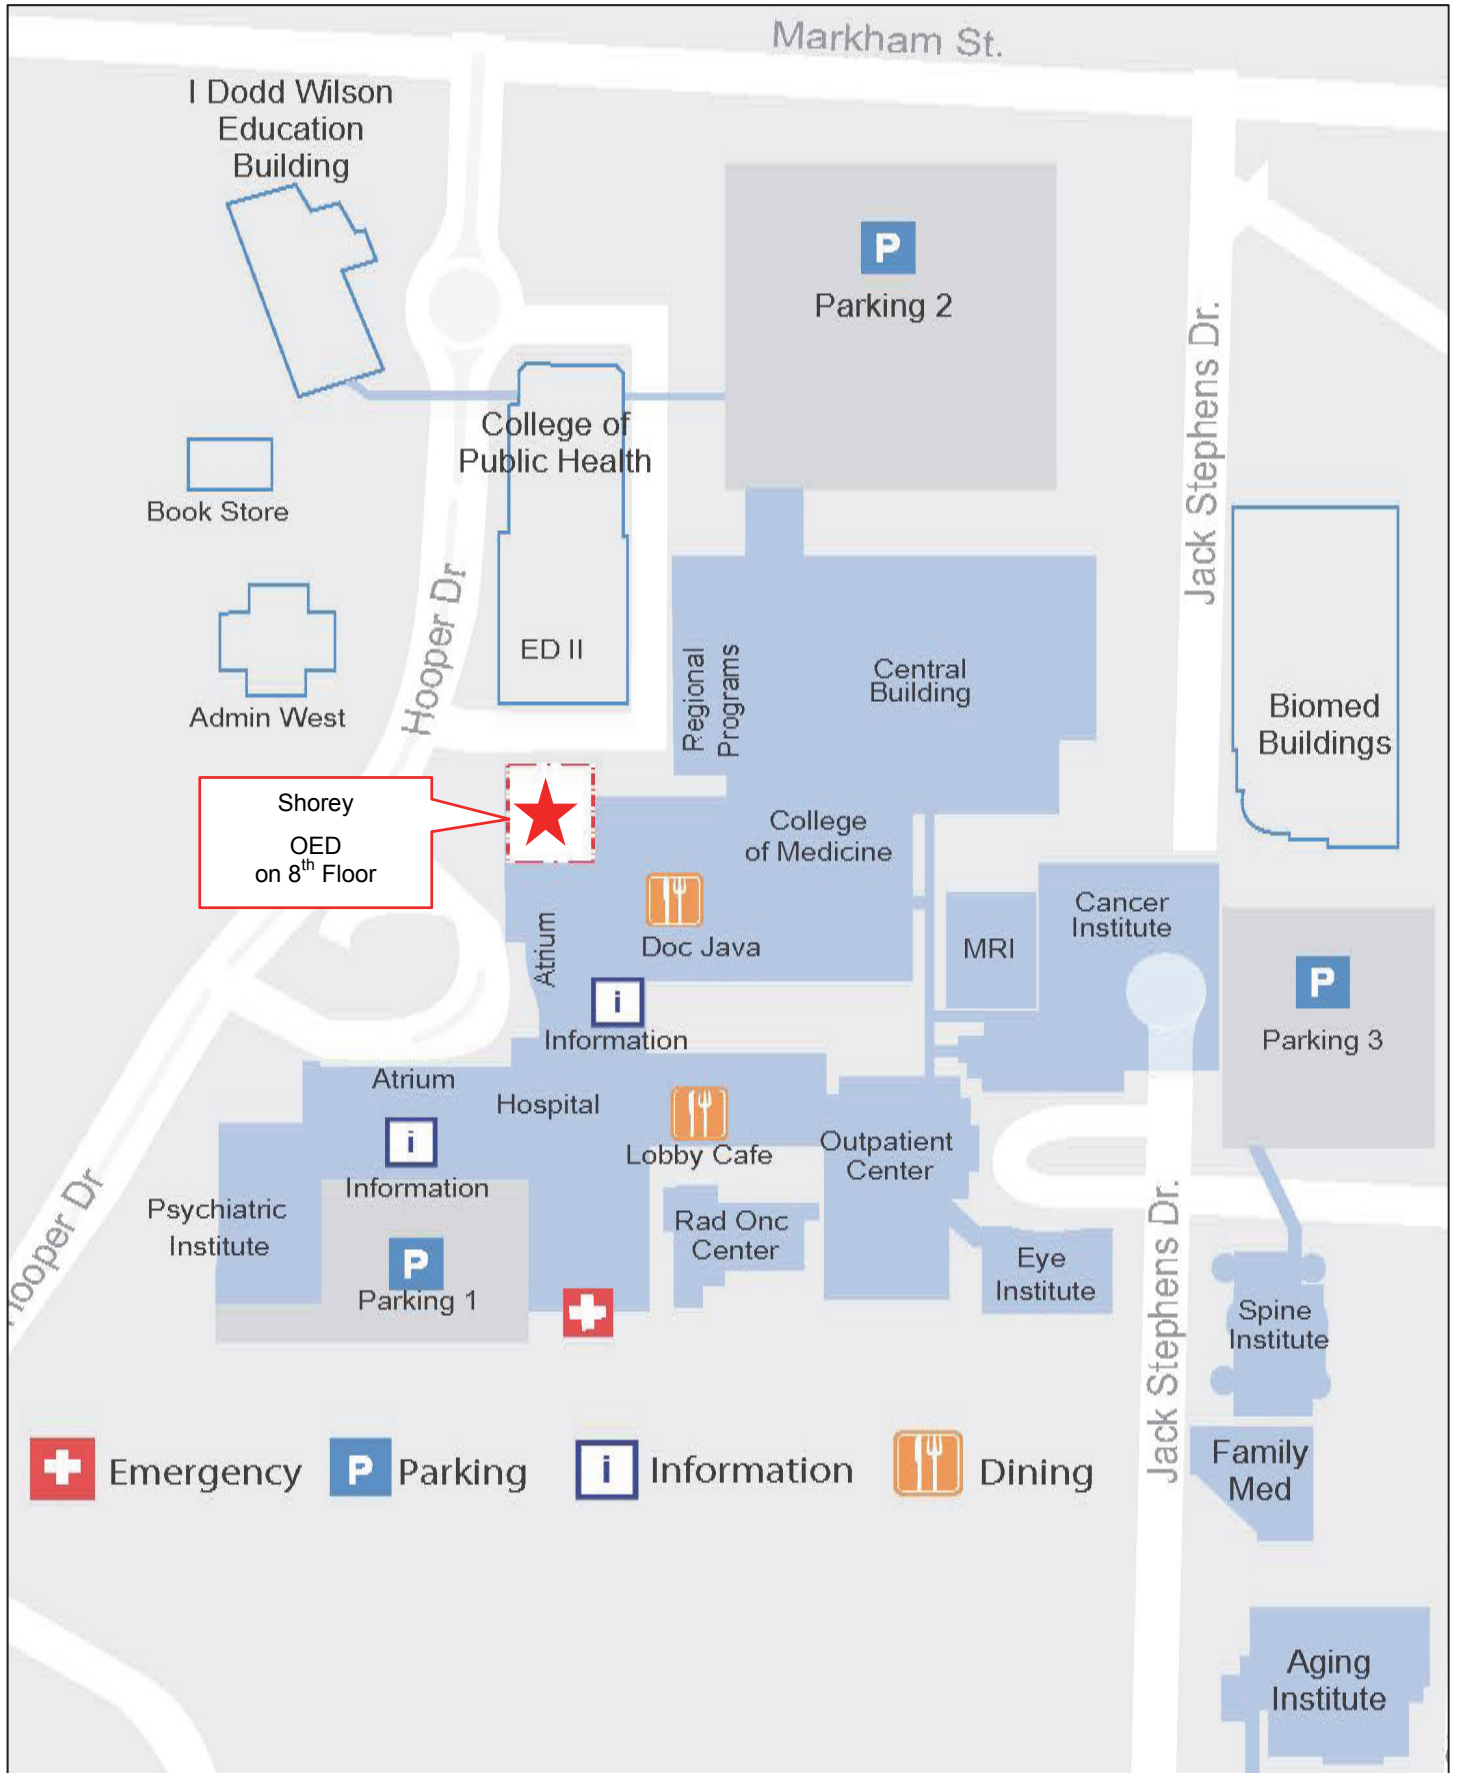 Markham St.
I Dodd Wilson
Education
Building
P
Parking 2
Jack Stephens Dr.
College of
Public Health
Book Store
Hooper Dr
ED II
Admin West
Regional
Programs
Central
Building
Biomed
Buildings
Shorey
OED
on 8th Floor
College
of Medicine
Cancer
Institute
Doc Java
MRI
Atrium
P
Parking 3
i
Information
Atrium
Hospital
i
Information
Lobby Cafe
Outpatient
Center
Hooper Dr
Psychiatric
Institute
Rad Onc
Center
P
Parking 1
Eye
Institute
Jack Stephens Dr.
Spine
Institute
Emergency
P
Parking
i
Information
Dining
Family
Med
Aging
Institute